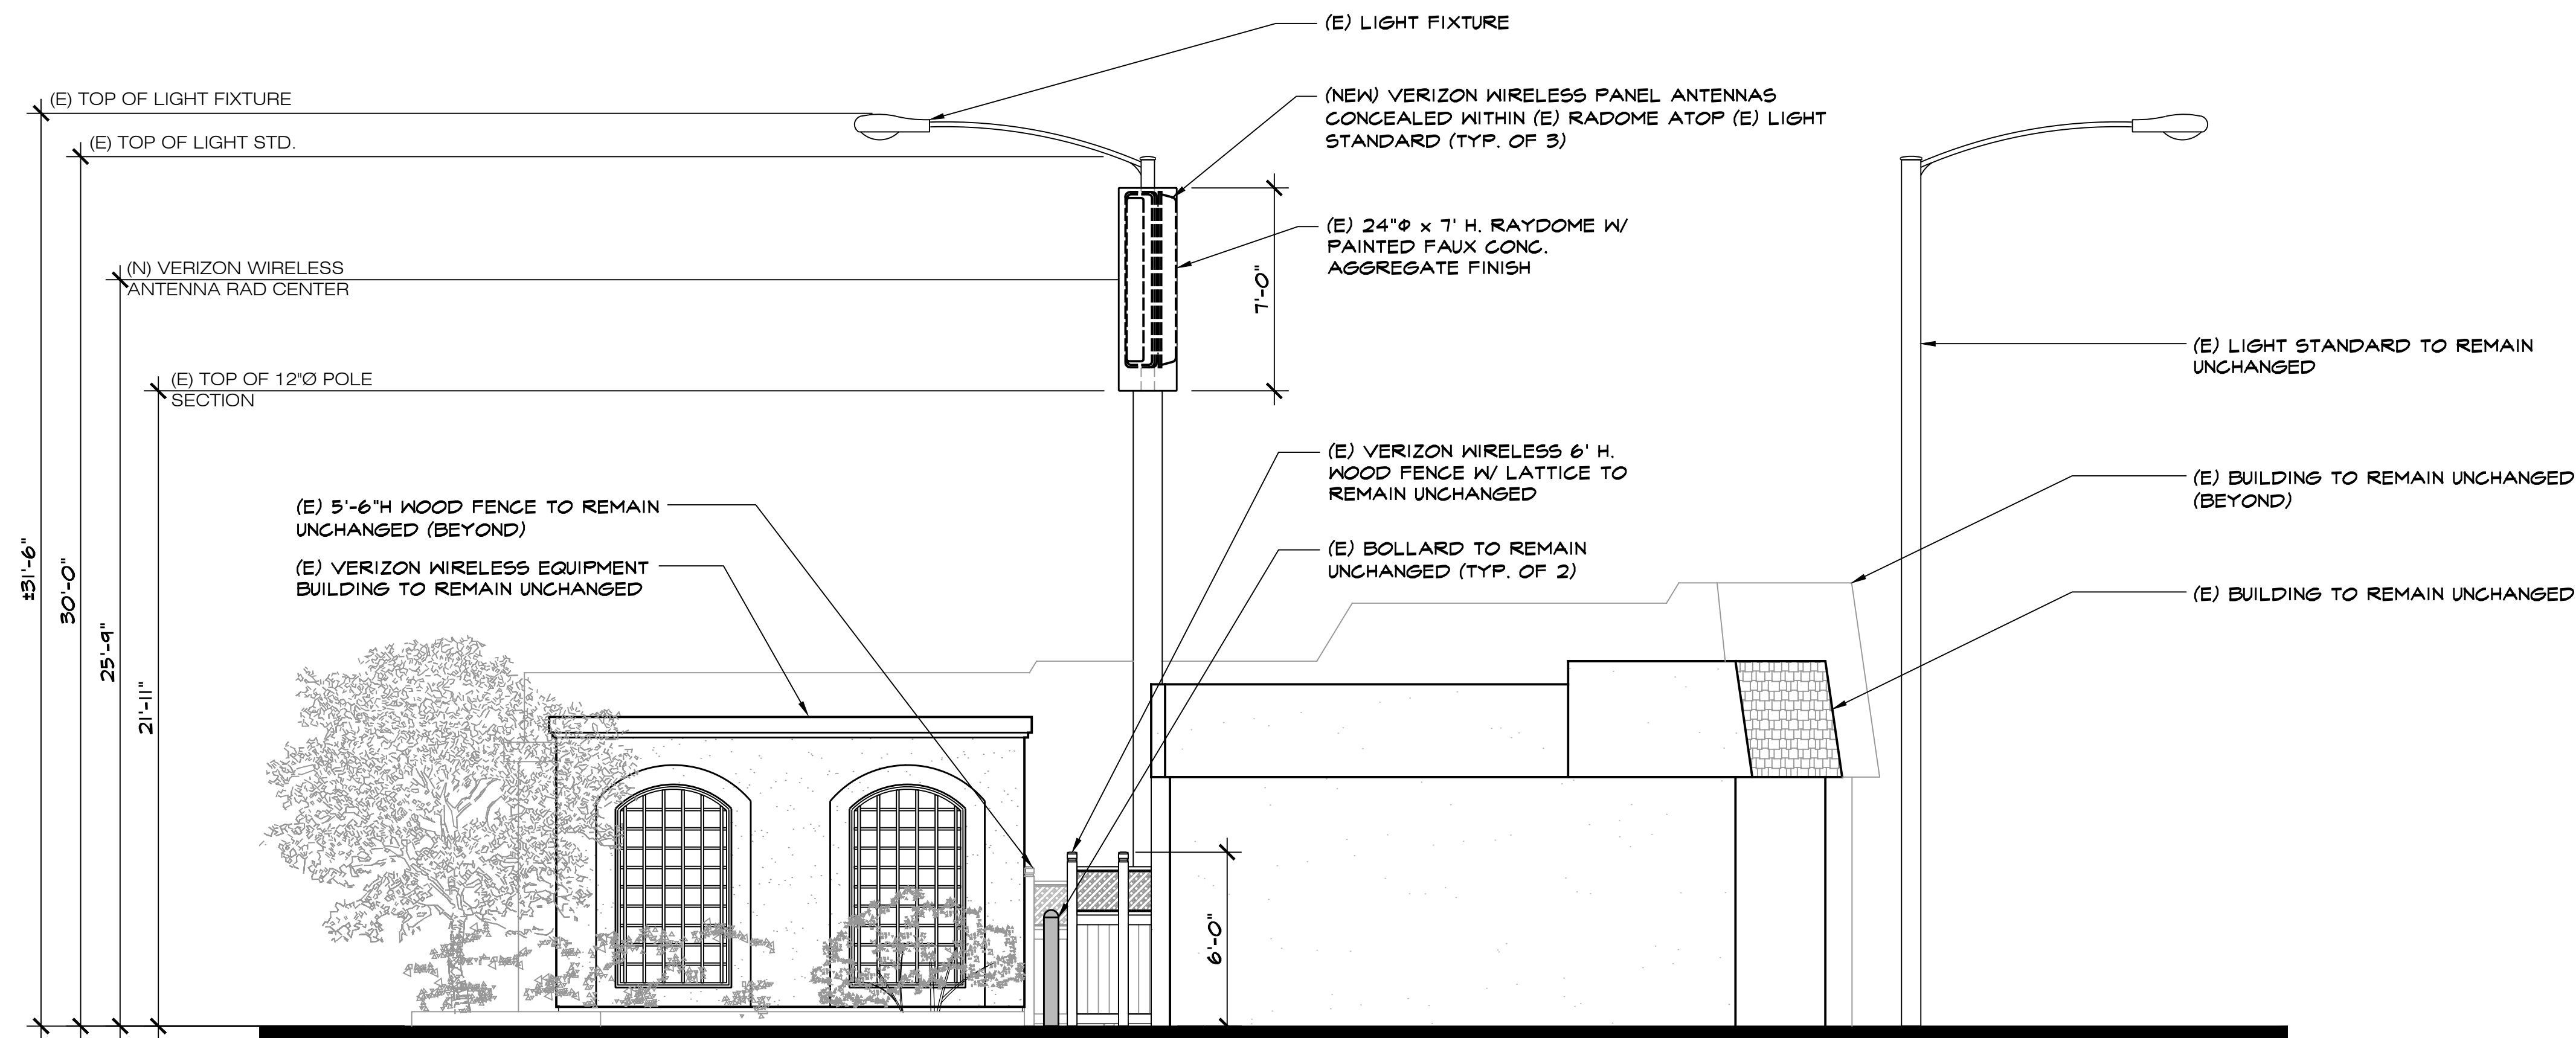 (E) LIGHT FIXTURE
(E) TOP OF LIGHT FIXTURE
(NEW) VERIZON WIRELESS PANEL ANTENNAS
CONCEALED WITHIN (E) RADOME ATOP (E) LIGHT
STANDARD (TYP. OF 3)
(E) TOP OF LIGHT STD.
(E) 24"Φ x 7' H. RAYDOME W/
PAINTED FAUX CONC.
AGGREGATE FINISH
7'-0"
(N) VERIZON WIRELESS
ANTENNA RAD CENTER
(E) LIGHT STANDARD TO REMAIN
UNCHANGED
(E) TOP OF 12"Ø POLE
SECTION
(E) VERIZON WIRELESS 6' H.
WOOD FENCE W/ LATTICE TO
REMAIN UNCHANGED
(E) BUILDING TO REMAIN UNCHANGED
(BEYOND)
(E) 5'-6"H WOOD FENCE TO REMAIN
UNCHANGED (BEYOND)
(E) BOLLARD TO REMAIN
UNCHANGED (TYP. OF 2)
(E) VERIZON WIRELESS EQUIPMENT
BUILDING TO REMAIN UNCHANGED
(E) BUILDING TO REMAIN UNCHANGED
±31'-6"
30'-0"
25'-9"
21'-11"
6'-0"